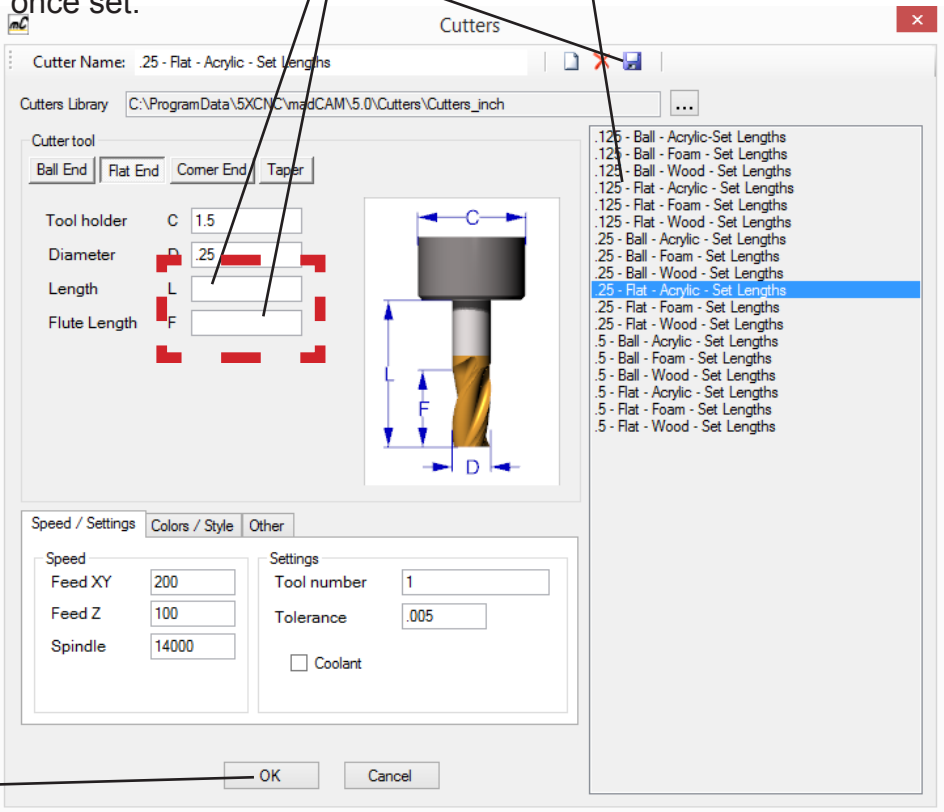 once set.
mC
Cutters
Cutter Name: .25 - Flat - Acrylic - Set Lengths
Cutters Library C:\ProgramData\5XCNC\madCAM\5.0\Cutters\Cutters_inch ...
Cutter tool
Ball End Flat End Corner End Taper
Tool holder C 1.5
Diameter D .25
Length L
Flute Length F
C
L
F
D
.125 - Ball - Acrylic-Set Lengths
.125 - Ball - Foam - Set Lengths
.125 - Ball - Wood - Set Lengths
.125 - Flat - Acrylic - Set Lengths
.125 - Flat - Foam - Set Lengths
.125 - Flat - Wood - Set Lengths
.25 - Ball - Acrylic - Set Lengths
.25 - Ball - Foam - Set Lengths
.25 - Ball - Wood - Set Lengths
.25 - Flat - Acrylic - Set Lengths
.25 - Flat - Foam - Set Lengths
.25 - Flat - Wood - Set Lengths
.5 - Ball - Acrylic - Set Lengths
.5 - Ball - Foam - Set Lengths
.5 - Ball - Wood - Set Lengths
.5 - Flat - Acrylic - Set Lengths
.5 - Flat - Foam - Set Lengths
.5 - Flat - Wood - Set Lengths
Speed / Settings Colors / Style Other
Speed
Feed XY 200
Feed Z 100
Spindle 14000
Settings
Tool number 1
Tolerance .005
Coolant
OK Cancel